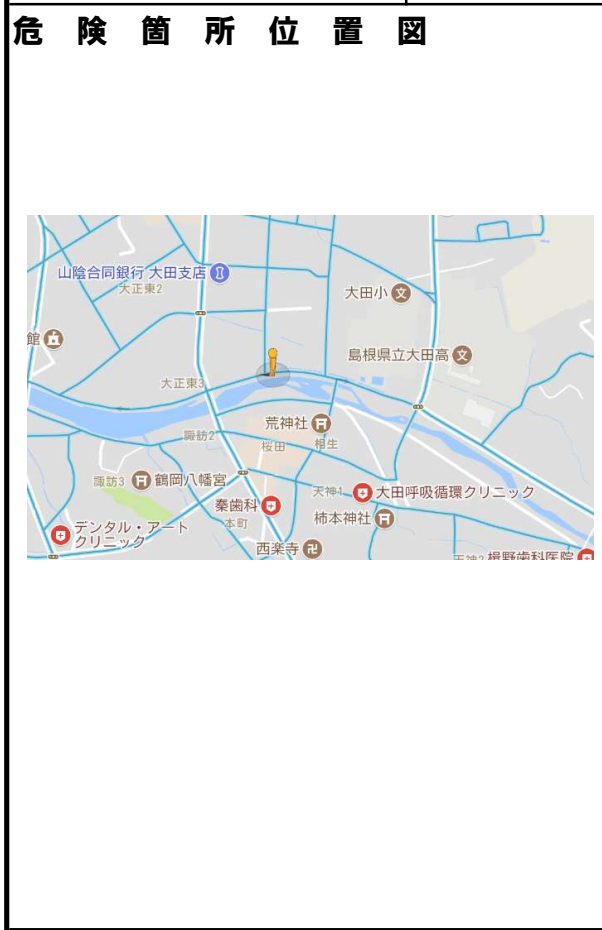 危険箇所位置図
山陰合同銀行 大田支店
大正東2
大田小
文
館
島根県立大田高
文
大正東3
荒神社
諏訪2
桜田
相生
諏訪3
鶴岡八幡宮
天神1
大田呼吸循環クリニック
秦歯科
本町
柿本神社
デンタル・アート
クリニック
西楽寺
卍